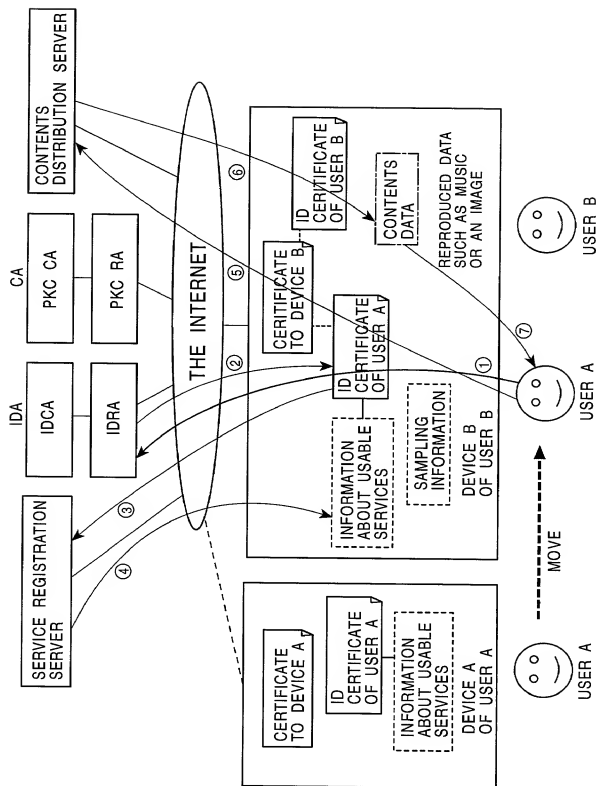 SERVICE REGISTRATION
SERVER
IDA
IDCA
IDRA
CA
PKC CA
PKC RA
CONTENTS
DISTRIBUTION SERVER
③
④
THE INTERNET
②
⑤
⑥
CERTIFICATE
TO DEVICE A
ID
CERTIFICATE
OF USER A
INFORMATION
ABOUT USABLE
SERVICES
DEVICE A
OF USER A
INFORMATION
ABOUT USABLE
SERVICES
ID
CERTIFICATE
OF USER A
CERITIFICATE
TO DEVICE B
ID
CERTIFICATE
OF USER B
CONTENTS
DATA
SAMPLING
INFORMATION
DEVICE B
OF USER B
REPRODUCED DATA
SUCH AS MUSIC
OR AN IMAGE
①
⑦
MOVE
USER A
USER A
USER B